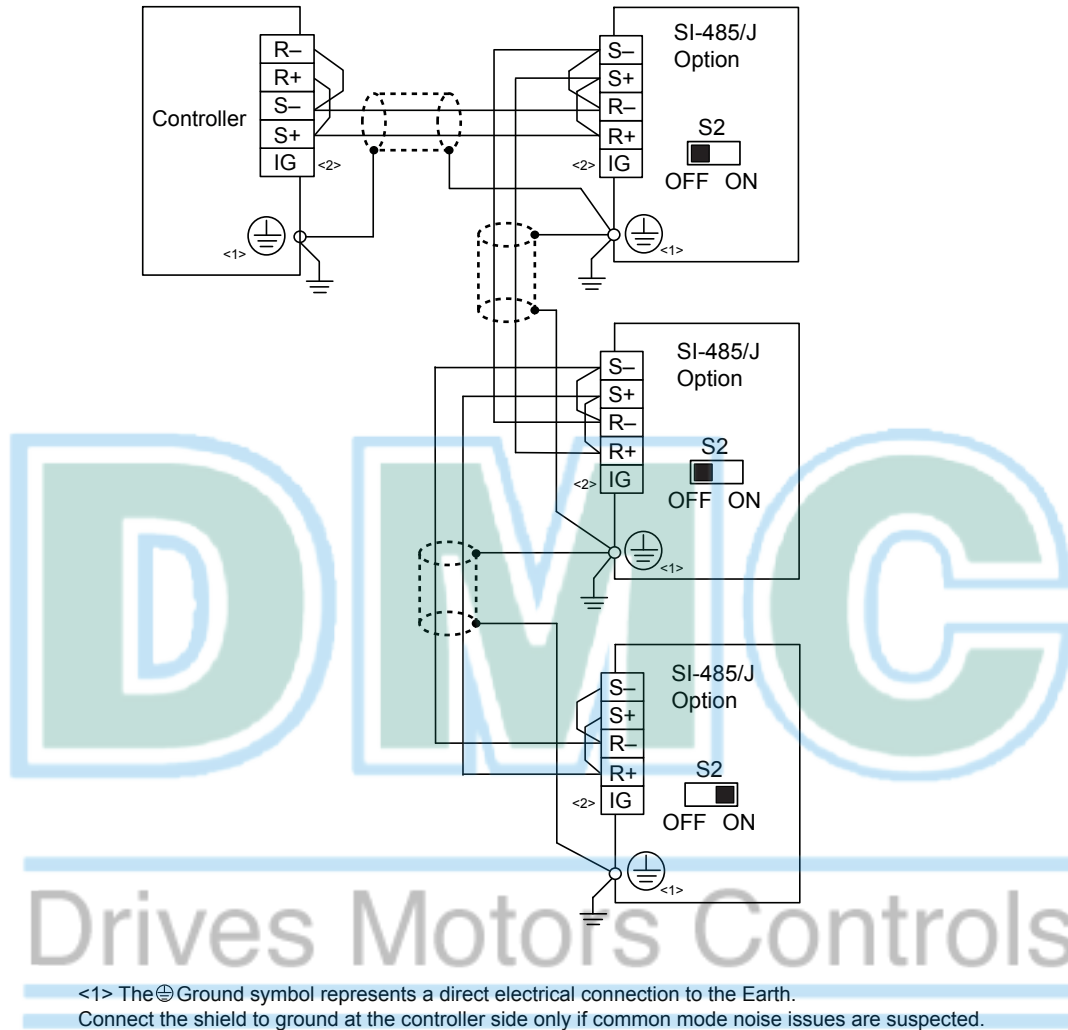 Controller
R–
R+
S–
S+
IG
<2>
<1>
SI-485/J
Option
S–
S+
R–
R+
IG
<2>
S2
OFF ON
<1>
SI-485/J
Option
S–
S+
R–
R+
IG
<2>
S2
OFF ON
<1>
SI-485/J
Option
S–
S+
R–
R+
IG
<2>
S2
OFF ON
<1>
DMC
Drives Motors Controls
<1> The Ground symbol represents a direct electrical connection to the Earth.
Connect the shield to ground at the controller side only if common mode noise issues are suspected.